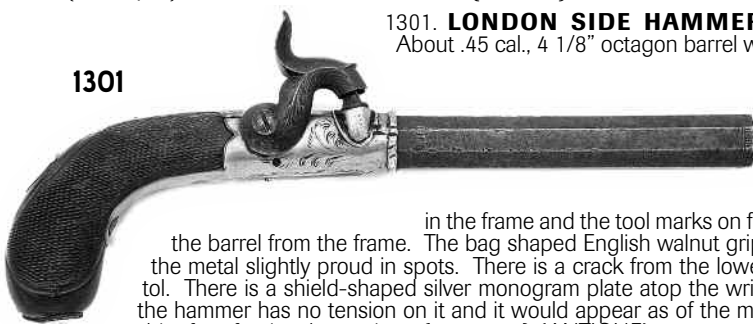 1301. LONDON SIDE HAMMER
About .45 cal., 4 1/8” octagon barrel w
1301
in the frame and the tool marks on f
the barrel from the frame. The bag shaped English walnut grip
the metal slightly proud in spots. There is a crack from the lowe
tol. There is a shield-shaped silver monogram plate atop the wri
the hammer has no tension on it and it would appear as of the m